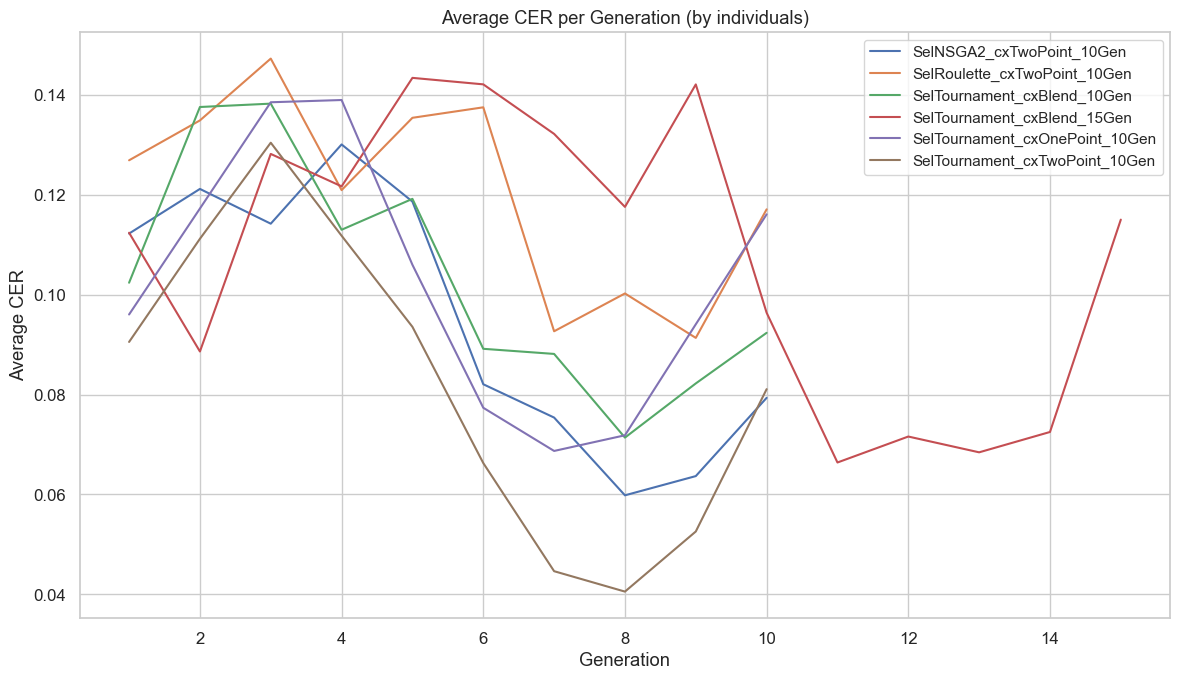 Average CER per Generation (by individuals)
SelNSGA2_cxTwoPoint_10Gen
SelRoulette_cxTwoPoint_10Gen
SelTournament_cxBlend_10Gen
SelTournament_cxBlend_15Gen
SelTournament_cxOnePoint_10Gen
SelTournament_cxTwoPoint_10Gen
Average CER
0.14
0.12
0.10
0.08
0.06
0.04
2 4 6 8 10 12 14
Generation